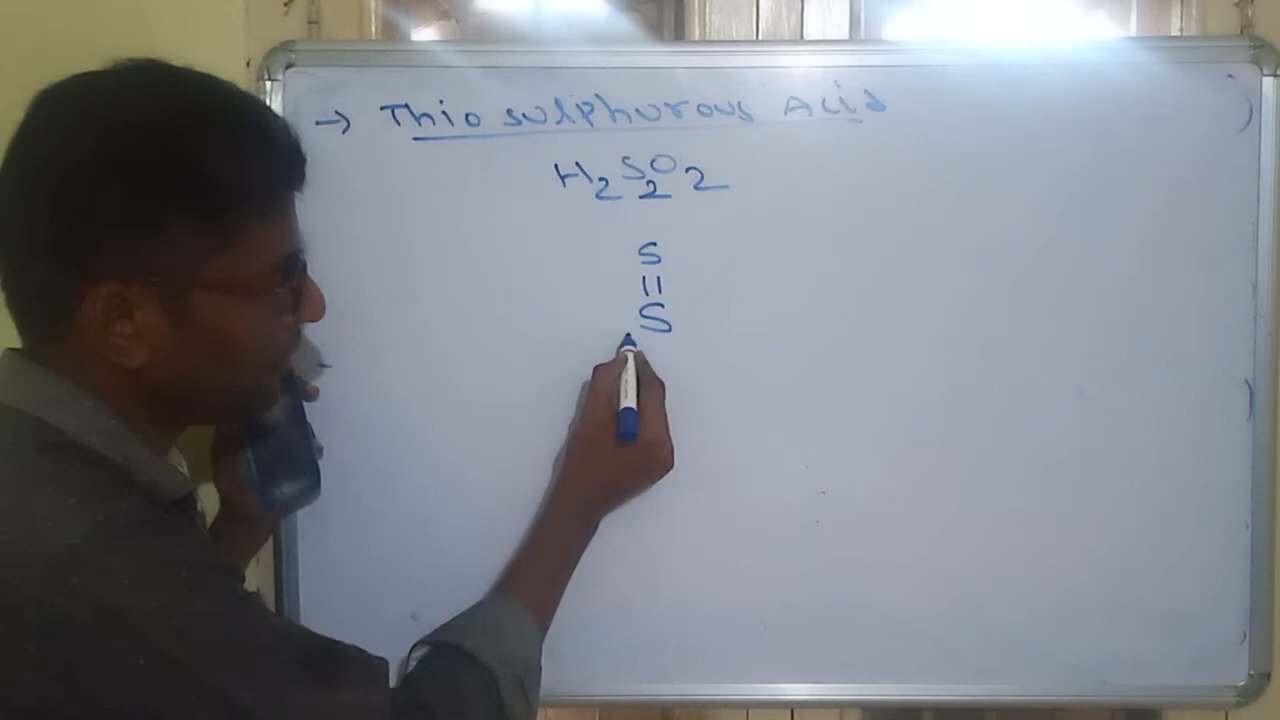 → Thio sulphurous Acid
H2S2O2
S
=
S